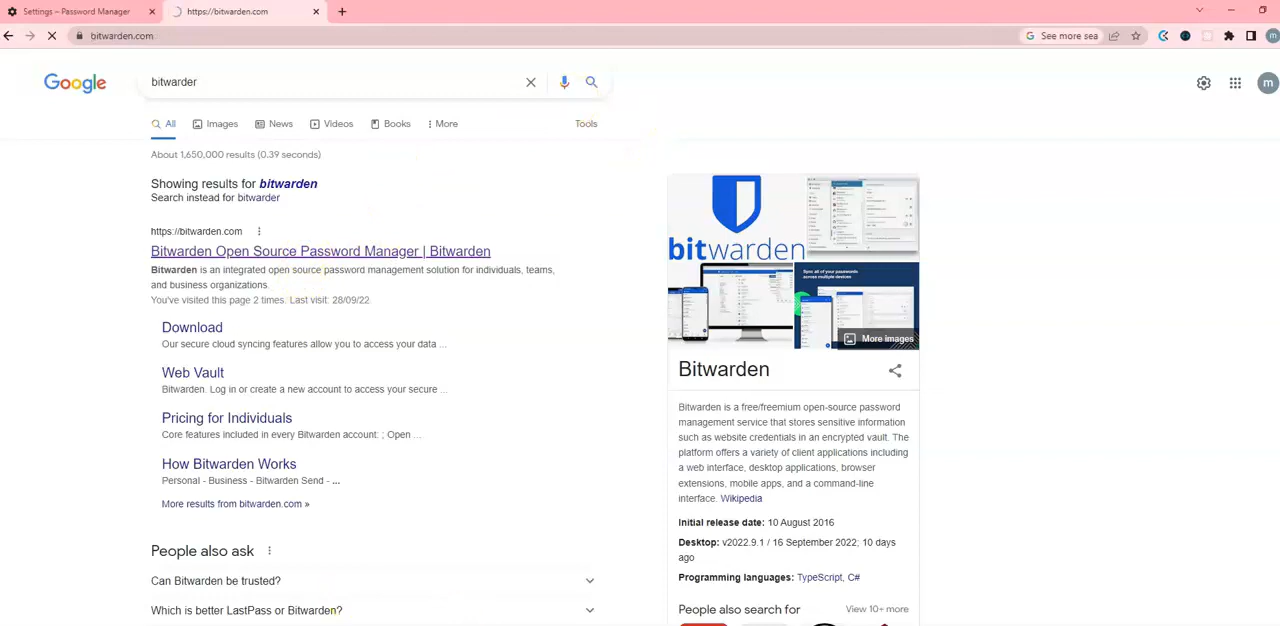 Settings – Password Manager
https://bitwarden.com
bitwarden.com
See more sea
m
Google
bitwarder
m
All
Images
News
Videos
Books
More
Tools
About 1,650,000 results (0.39 seconds)
Showing results for bitwarden
Search instead for bitwarder
https://bitwarden.com
Bitwarden Open Source Password Manager | Bitwarden
Bitwarden is an integrated open source password management solution for individuals, teams,
and business organizations.
You've visited this page 2 times. Last visit: 28/09/22
Download
Our secure cloud syncing features allow you to access your data ...
Web Vault
Bitwarden. Log in or create a new account to access your secure ...
Pricing for Individuals
Core features included in every Bitwarden account: ; Open ...
How Bitwarden Works
Personal - Business - Bitwarden Send - ...
More results from bitwarden.com »
People also ask
Can Bitwarden be trusted?
Which is better LastPass or Bitwarden?
bitwarden
Sync all of your passwords
across multiple devices
More images
Bitwarden
Bitwarden is a free/freemium open-source password
management service that stores sensitive information
such as website credentials in an encrypted vault. The
platform offers a variety of client applications including
a web interface, desktop applications, browser
extensions, mobile apps, and a command-line
interface. Wikipedia
Initial release date: 10 August 2016
Desktop: v2022.9.1 / 16 September 2022; 10 days
ago
Programming languages: TypeScript, C#
People also search for
View 10+ more